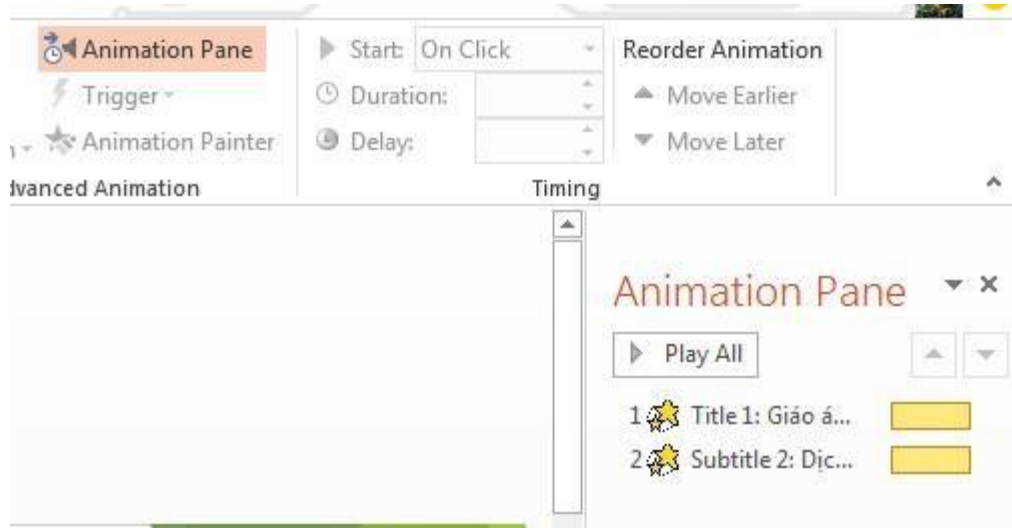 Animation Pane
Trigger
Animation Painter
Advanced Animation
Start: On Click
Duration:
Delay:
Timing
Reorder Animation
Move Earlier
Move Later
Animation Pane
Play All
1 Title 1: Giáo á...
2 Subtitle 2: Dịc...